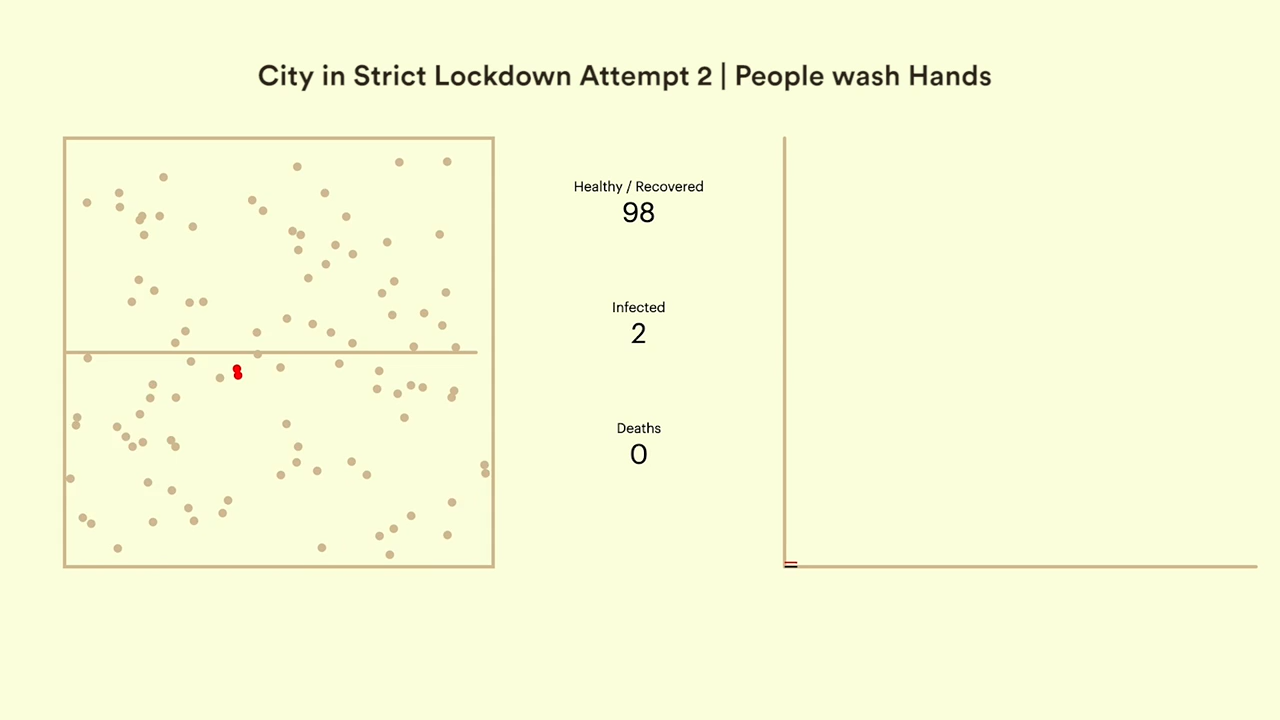 City in Strict Lockdown Attempt 2 | People wash Hands
Healthy / Recovered
98
Infected
2
Deaths
0